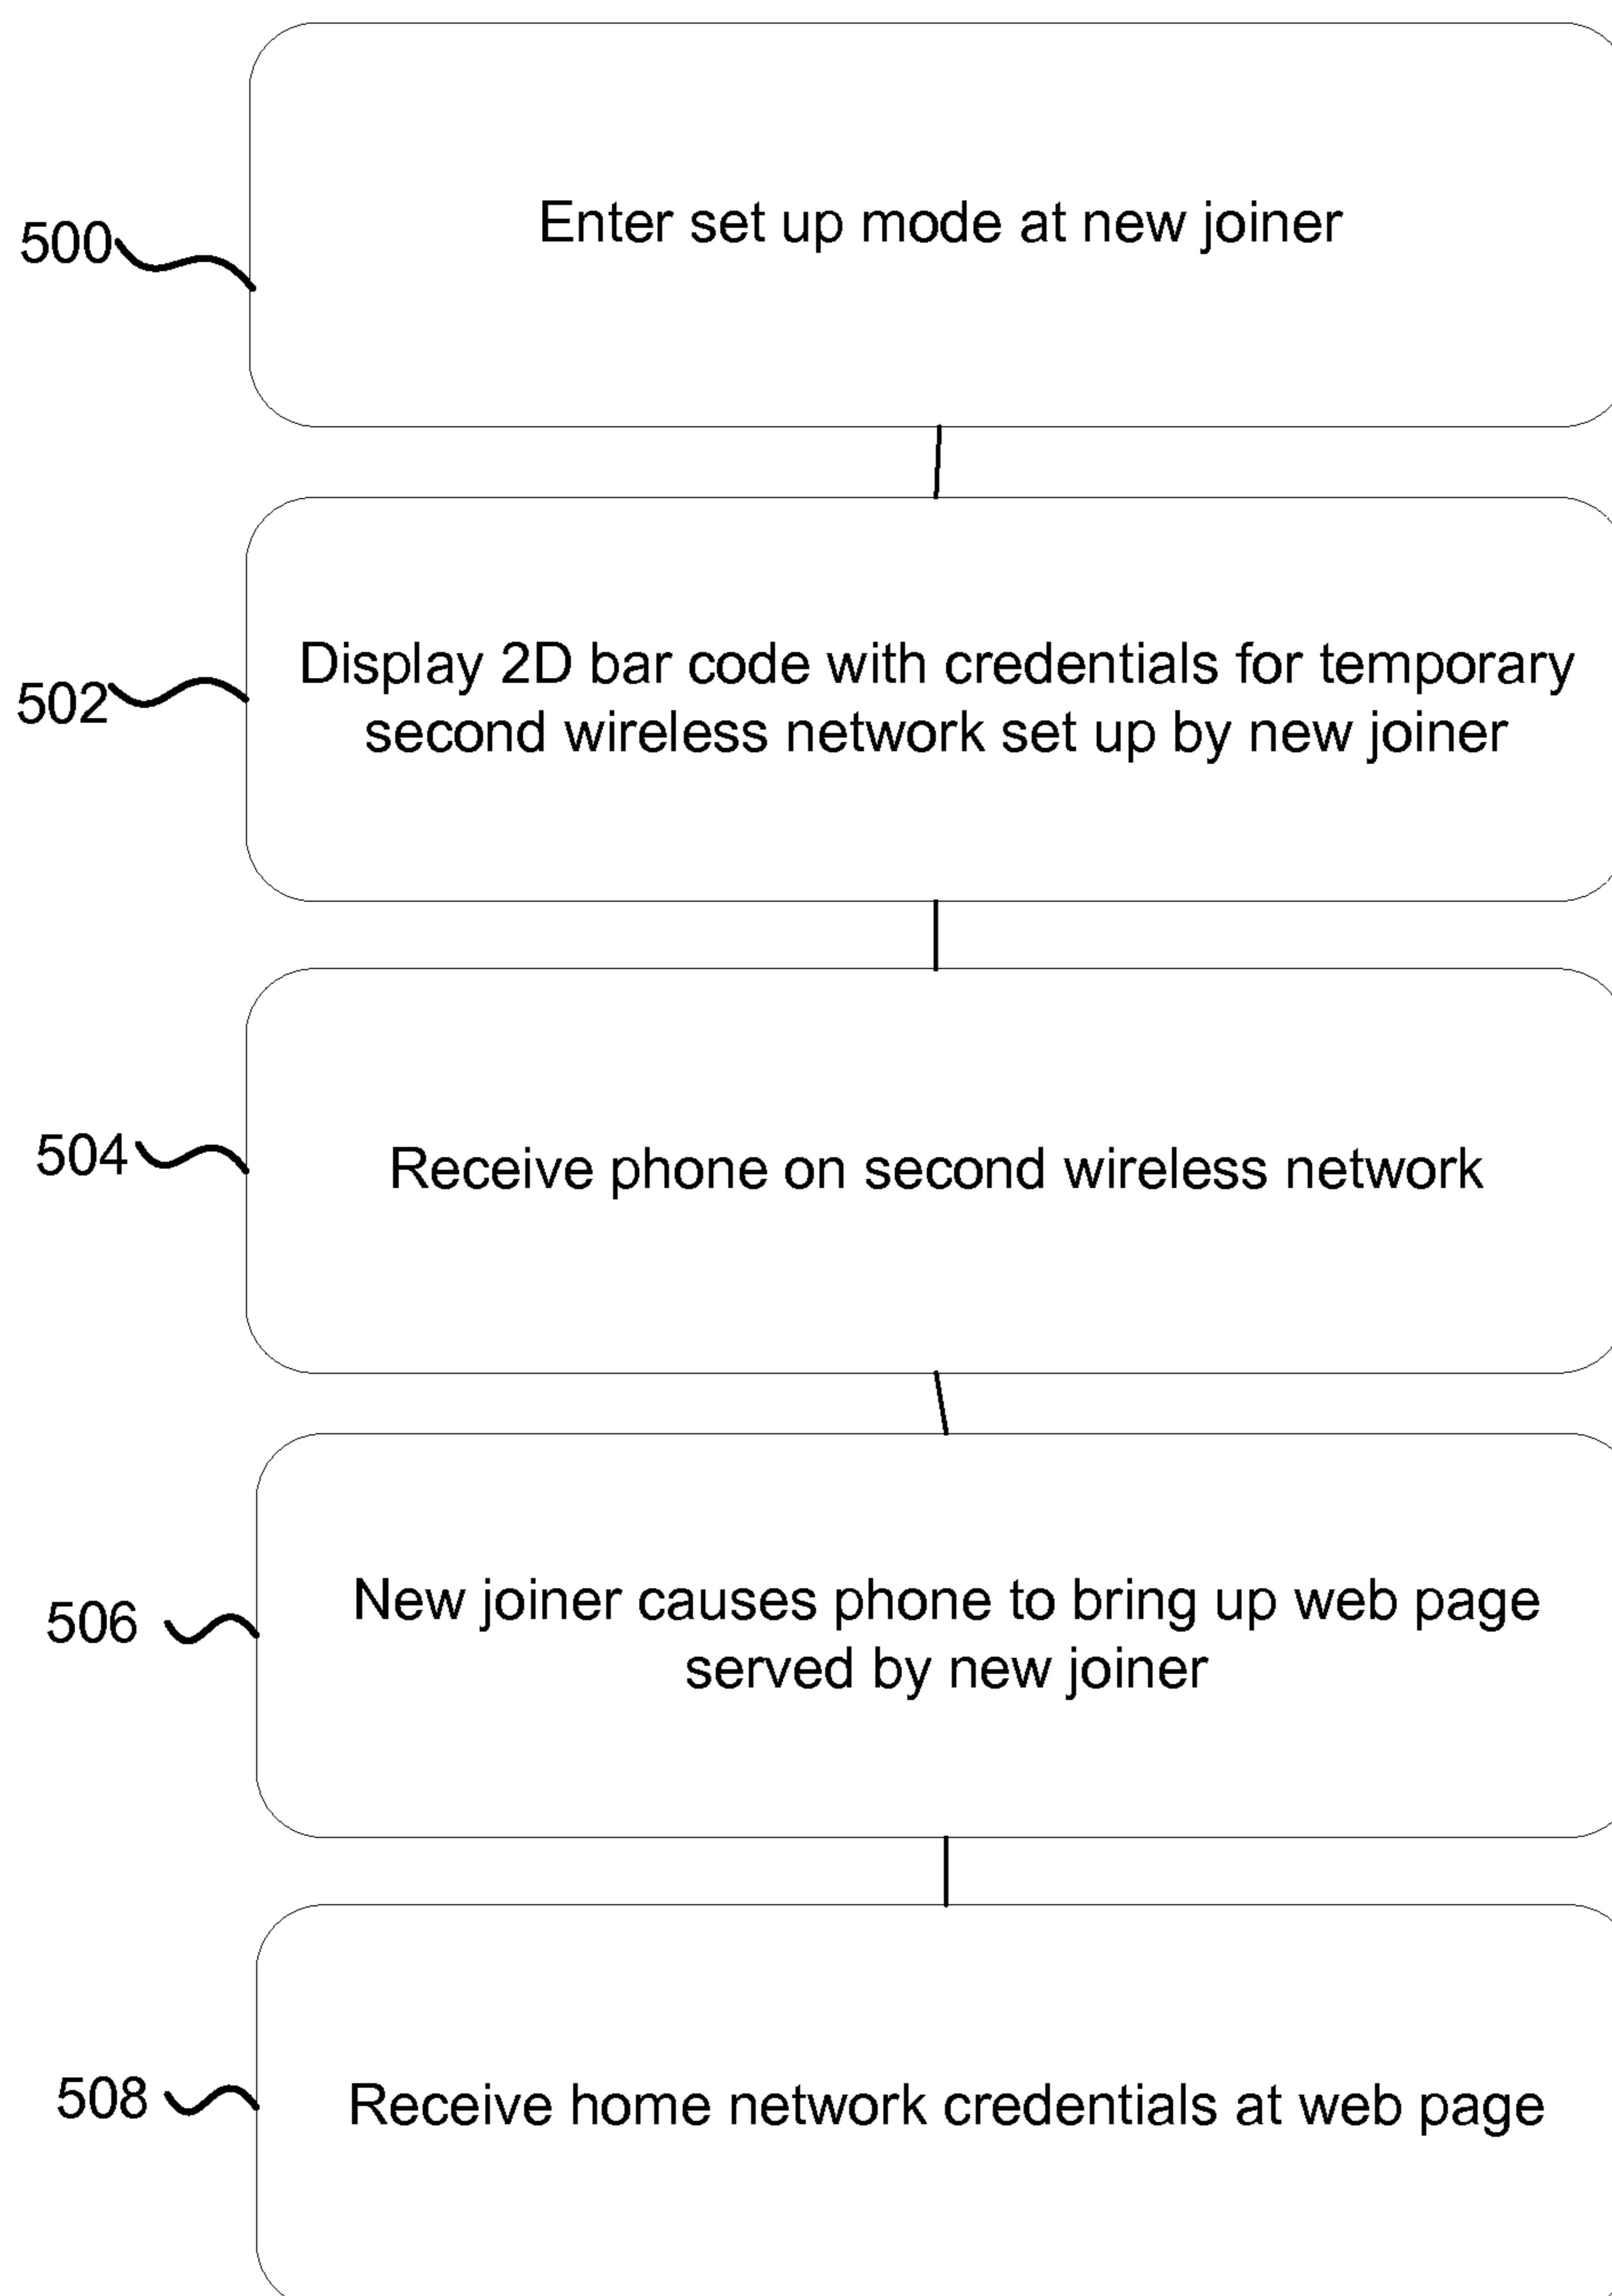 500
Enter set up mode at new joiner
502
Display 2D bar code with credentials for temporary
second wireless network set up by new joiner
504
Receive phone on second wireless network
506
New joiner causes phone to bring up web page
served by new joiner
508
Receive home network credentials at web page